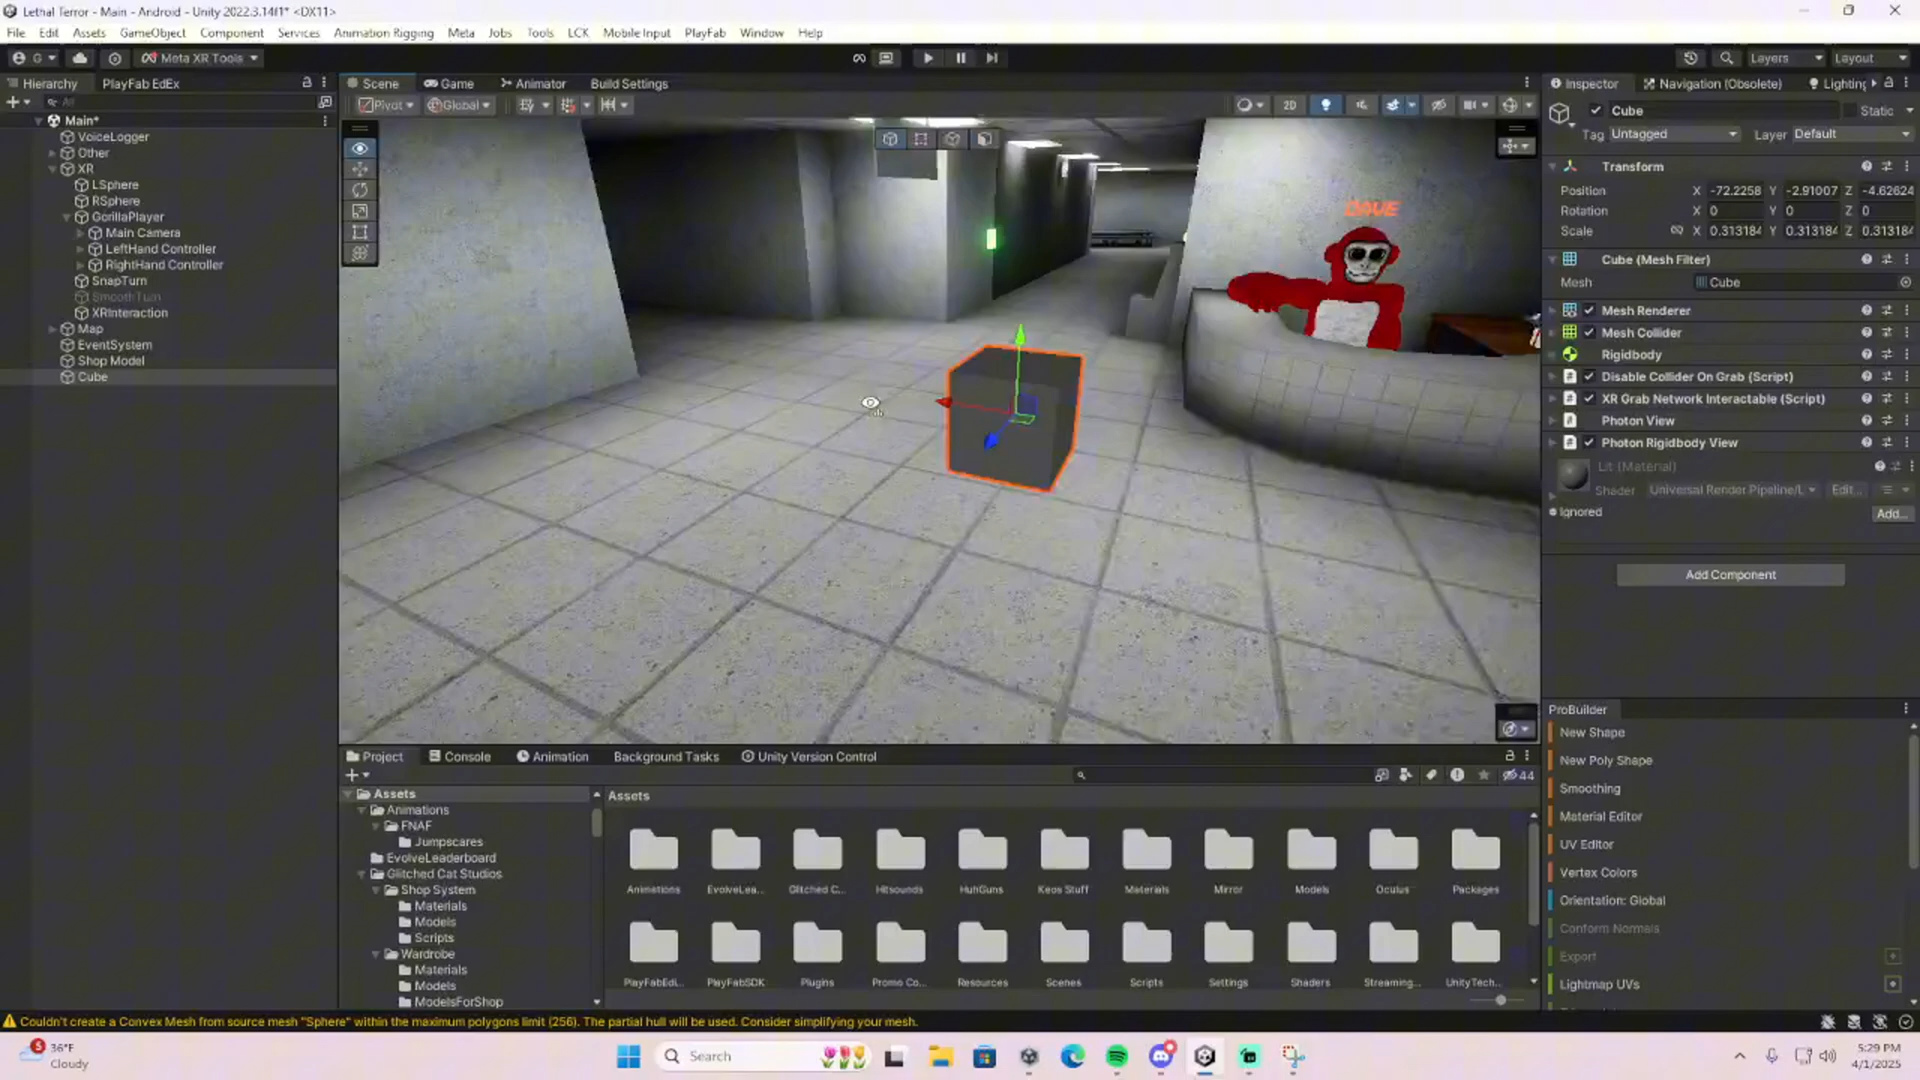 Lethal Terror - Main - Android - Unity 2022.3.14f1* <DX11>
File Edit Assets GameObject Component Services Animation Rigging Meta Jobs Tools LCK Mobile Input PlayFab Window Help
G Meta XR Tools Layers Layout
Hierarchy PlayFab EdEx Scene Game Animator Build Settings Inspector Navigation (Obsolete) Lighting
All Pivot Global 2D
Main*
VoiceLogger
Other
XR
LSphere
RSphere
GorillaPlayer
Main Camera
LeftHand Controller
RightHand Controller
SnapTurn
SmoothTurn
XRInteraction
Map
EventSystem
Shop Model
Cube
DAVE
Cube Static
Tag Untagged Layer Default
Transform
Position X -72.2258 Y -2.91007 Z -4.62624
Rotation X 0 Y 0 Z 0
Scale X 0.313184 Y 0.313184 Z 0.313184
Cube (Mesh Filter)
Mesh Cube
Mesh Renderer
Mesh Collider
Rigidbody
Disable Collider On Grab (Script)
XR Grab Network Interactable (Script)
Photon View
Photon Rigidbody View
Lit (Material)
Shader Universal Render Pipeline/L Edit...
Ignored Add...
Add Component
ProBuilder
New Shape
New Poly Shape
Smoothing
Material Editor
UV Editor
Vertex Colors
Orientation: Global
Conform Normals
Export
Lightmap UVs
Project Console Animation Background Tasks Unity Version Control
44
Assets
Animations
FNAF
Jumpscares
EvolveLeaderboard
Glitched Cat Studios
Shop System
Materials
Models
Scripts
Wardrobe
Materials
Models
ModelsForShop
Assets
Animations EvolveLea... Glitched C... Hitsounds HuhGuns Keos Stuff Materials Mirror Models Oculus Packages
PlayFabEdi... PlayFabSDK Plugins Promo Co... Resources Scenes Scripts Settings Shaders Streaming... UnityTech...
Couldn't create a Convex Mesh from source mesh "Sphere" within the maximum polygons limit (256). The partial hull will be used. Consider simplifying your mesh.
5
36°F
Cloudy
Search
5:29 PM
4/1/2025